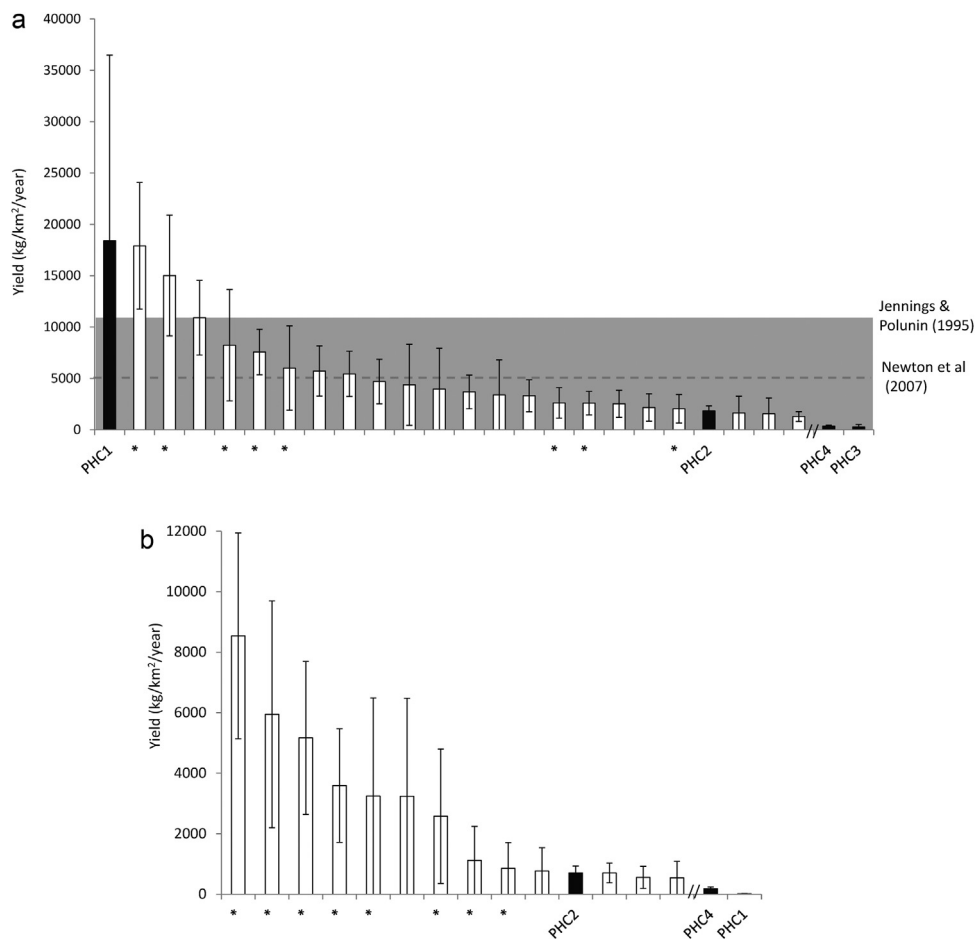 a
40000
35000
30000
25000
20000
15000
10000
5000
0
Yield (kg/km²/year)
Jennings &
Polunin (1995)
Newton et al
(2007)
PHC1 * * * * * * * * PHC2 // PHC4 PHC3
b
12000
10000
8000
6000
4000
2000
0
Yield (kg/km²/year)
* * * * * * * * PHC2 // PHC4 PHC1